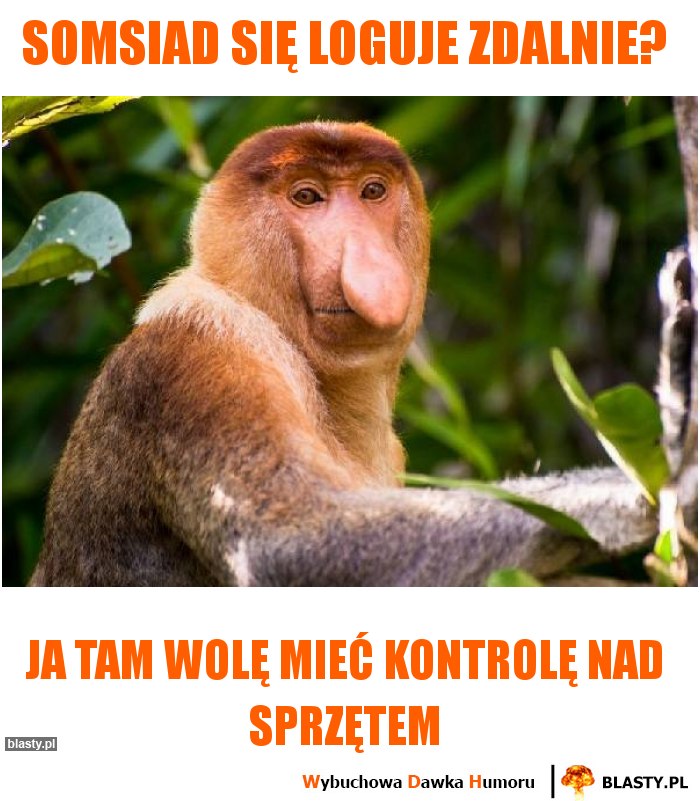 SOMSIAD SIĘ LOGUJE ZDALNIE?
JA TAM WOLĘ MIEĆ KONTROLĘ NAD
SPRZĘTEM
blasty.pl
Wybuchowa Dawka Humoru | BLASTY.PL